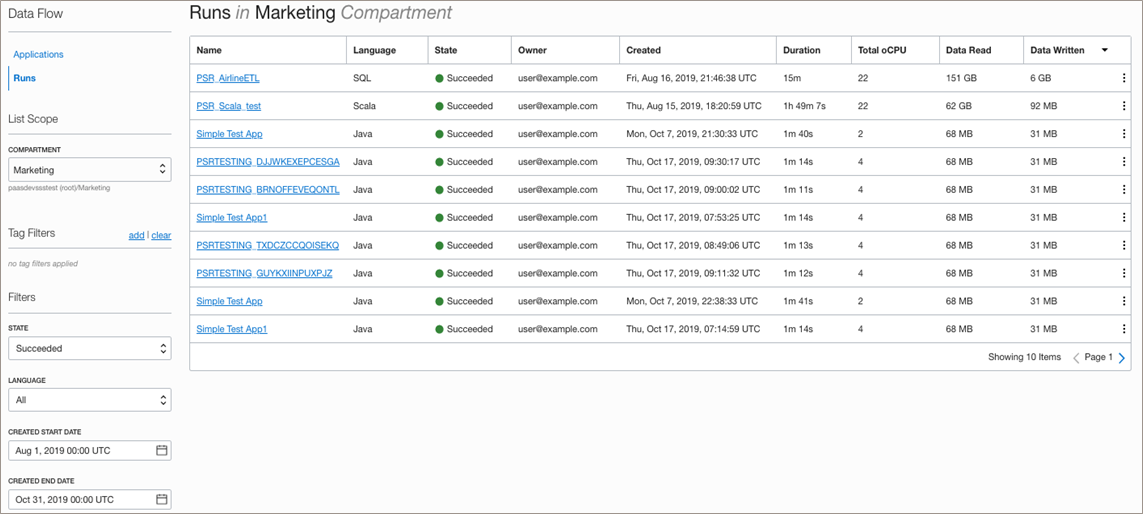 Data Flow
Applications
Runs
List Scope
COMPARTMENT
Marketing
paasdevssstest (root)/Marketing
Tag Filters add | clear
no tag filters applied
Filters
STATE
Succeeded
LANGUAGE
All
CREATED START DATE
Aug 1, 2019 00:00 UTC
CREATED END DATE
Oct 31, 2019 00:00 UTC
Runs in Marketing Compartment
Name Language State Owner Created Duration Total oCPU Data Read Data Written
PSR_AirlineETL SQL Succeeded user@example.com Fri, Aug 16, 2019, 21:46:38 UTC 15m 22 151 GB 6 GB
PSR_Scala_test Scala Succeeded user@example.com Thu, Aug 15, 2019, 18:20:59 UTC 1h 49m 7s 22 62 GB 92 MB
Simple Test App Java Succeeded user@example.com Mon, Oct 7, 2019, 21:30:33 UTC 1m 40s 2 68 MB 31 MB
PSRTESTING_DJJWKEXEPCESGA Java Succeeded user@example.com Thu, Oct 17, 2019, 09:30:17 UTC 1m 14s 4 68 MB 31 MB
PSRTESTING_BRNOFFEVEQONTL Java Succeeded user@example.com Thu, Oct 17, 2019, 09:00:02 UTC 1m 11s 4 68 MB 31 MB
Simple Test App1 Java Succeeded user@example.com Thu, Oct 17, 2019, 07:53:25 UTC 1m 14s 4 68 MB 31 MB
PSRTESTING_TXDCZCCQOISEKQ Java Succeeded user@example.com Thu, Oct 17, 2019, 08:49:06 UTC 1m 13s 4 68 MB 31 MB
PSRTESTING_GUYKXIINPUXPJZ Java Succeeded user@example.com Thu, Oct 17, 2019, 09:11:32 UTC 1m 12s 4 68 MB 31 MB
Simple Test App Java Succeeded user@example.com Mon, Oct 7, 2019, 22:38:33 UTC 1m 41s 2 68 MB 31 MB
Simple Test App1 Java Succeeded user@example.com Thu, Oct 17, 2019, 07:14:59 UTC 1m 14s 4 68 MB 31 MB
Showing 10 Items Page 1